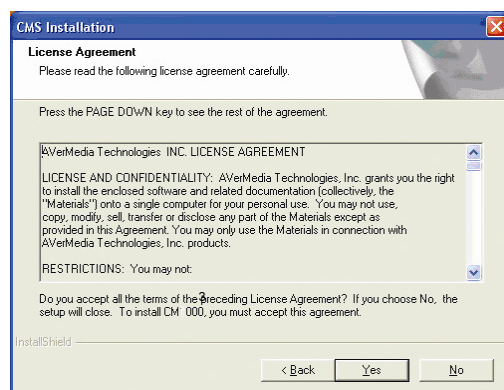 CMS Installation
License Agreement
Please read the following license agreement carefully.
Press the PAGE DOWN key to see the rest of the agreement.
AVerMedia Technologies INC. LICENSE AGREEMENT
LICENSE AND CONFIDENTIALITY: AVerMedia Technologies, Inc. grants you the right
to install the enclosed software and related documentation (collectively, the
"Materials") onto a single computer for your personal use. You may not use,
copy, modify, sell, transfer or disclose any part of the Materials except as
provided in this Agreement. You may only use the Materials in connection with
AVerMedia Technologies, Inc. products.
RESTRICTIONS: You may not:
Do you accept all the terms of the preceding License Agreement? If you choose No, the
setup will close. To install CM 000, you must accept this agreement.
3
InstallShield
< Back
Yes
No